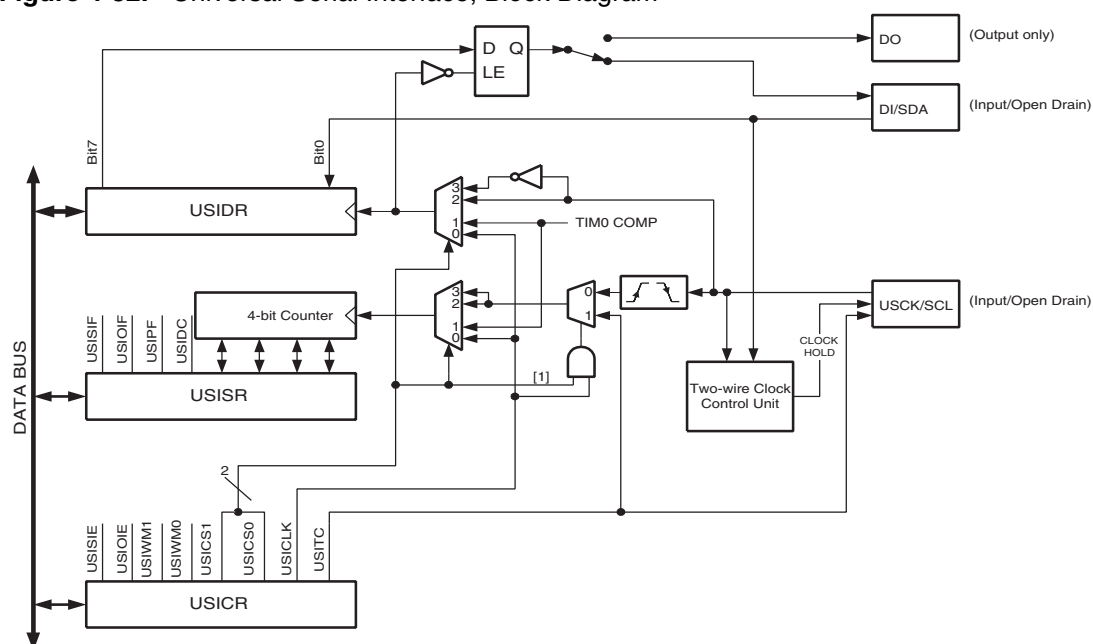 Figure 4-32. Universal Serial Interface, Block Diagram
D Q
LE
DO
(Output only)
DI/SDA
(Input/Open Drain)
Bit7
Bit0
USIDR
3
2
1
0
TIM0 COMP
4-bit Counter
3
2
1
0
0
1
USCK/SCL
(Input/Open Drain)
CLOCK
HOLD
USISIF
USIOIF
USIPF
USIDC
USISR
[1]
Two-wire Clock
Control Unit
DATA BUS
2
USISIE
USIOIE
USIWM1
USIWM0
USICS1
USICS0
USICLK
USITC
USICR